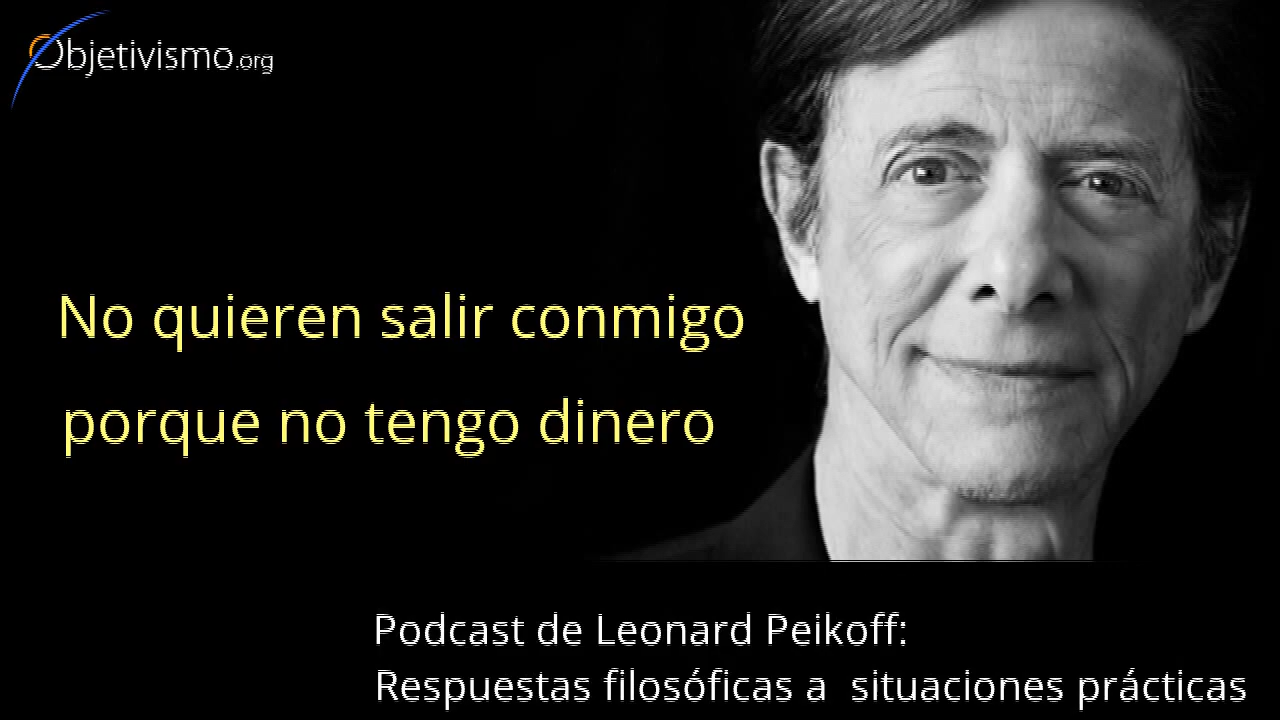 Objetivismo.org
No quieren salir conmigo
porque no tengo dinero
Podcast de Leonard Peikoff:
Respuestas filosóficas a situaciones prácticas